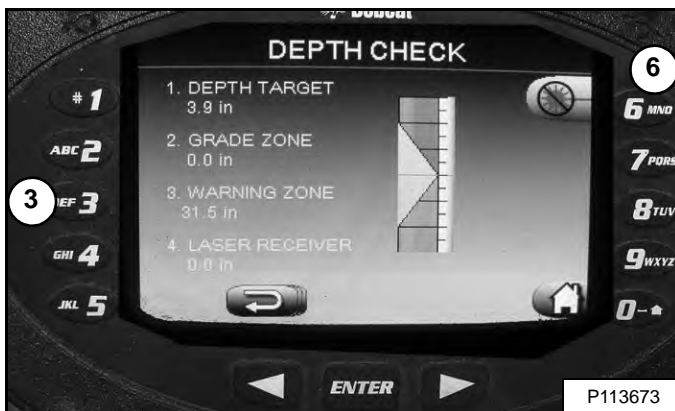 Bobcat
DEPTH CHECK
1. DEPTH TARGET
3.9 in
2. GRADE ZONE
0.0 in
3. WARNING ZONE
31.5 in
4. LASER RECEIVER
0.0 in
# 1
ABC 2
3
DEF 3
GHI 4
JKL 5
6
6 MNO
7 PQRS
8 TUV
9 WXYZ
0-
ENTER
P113673